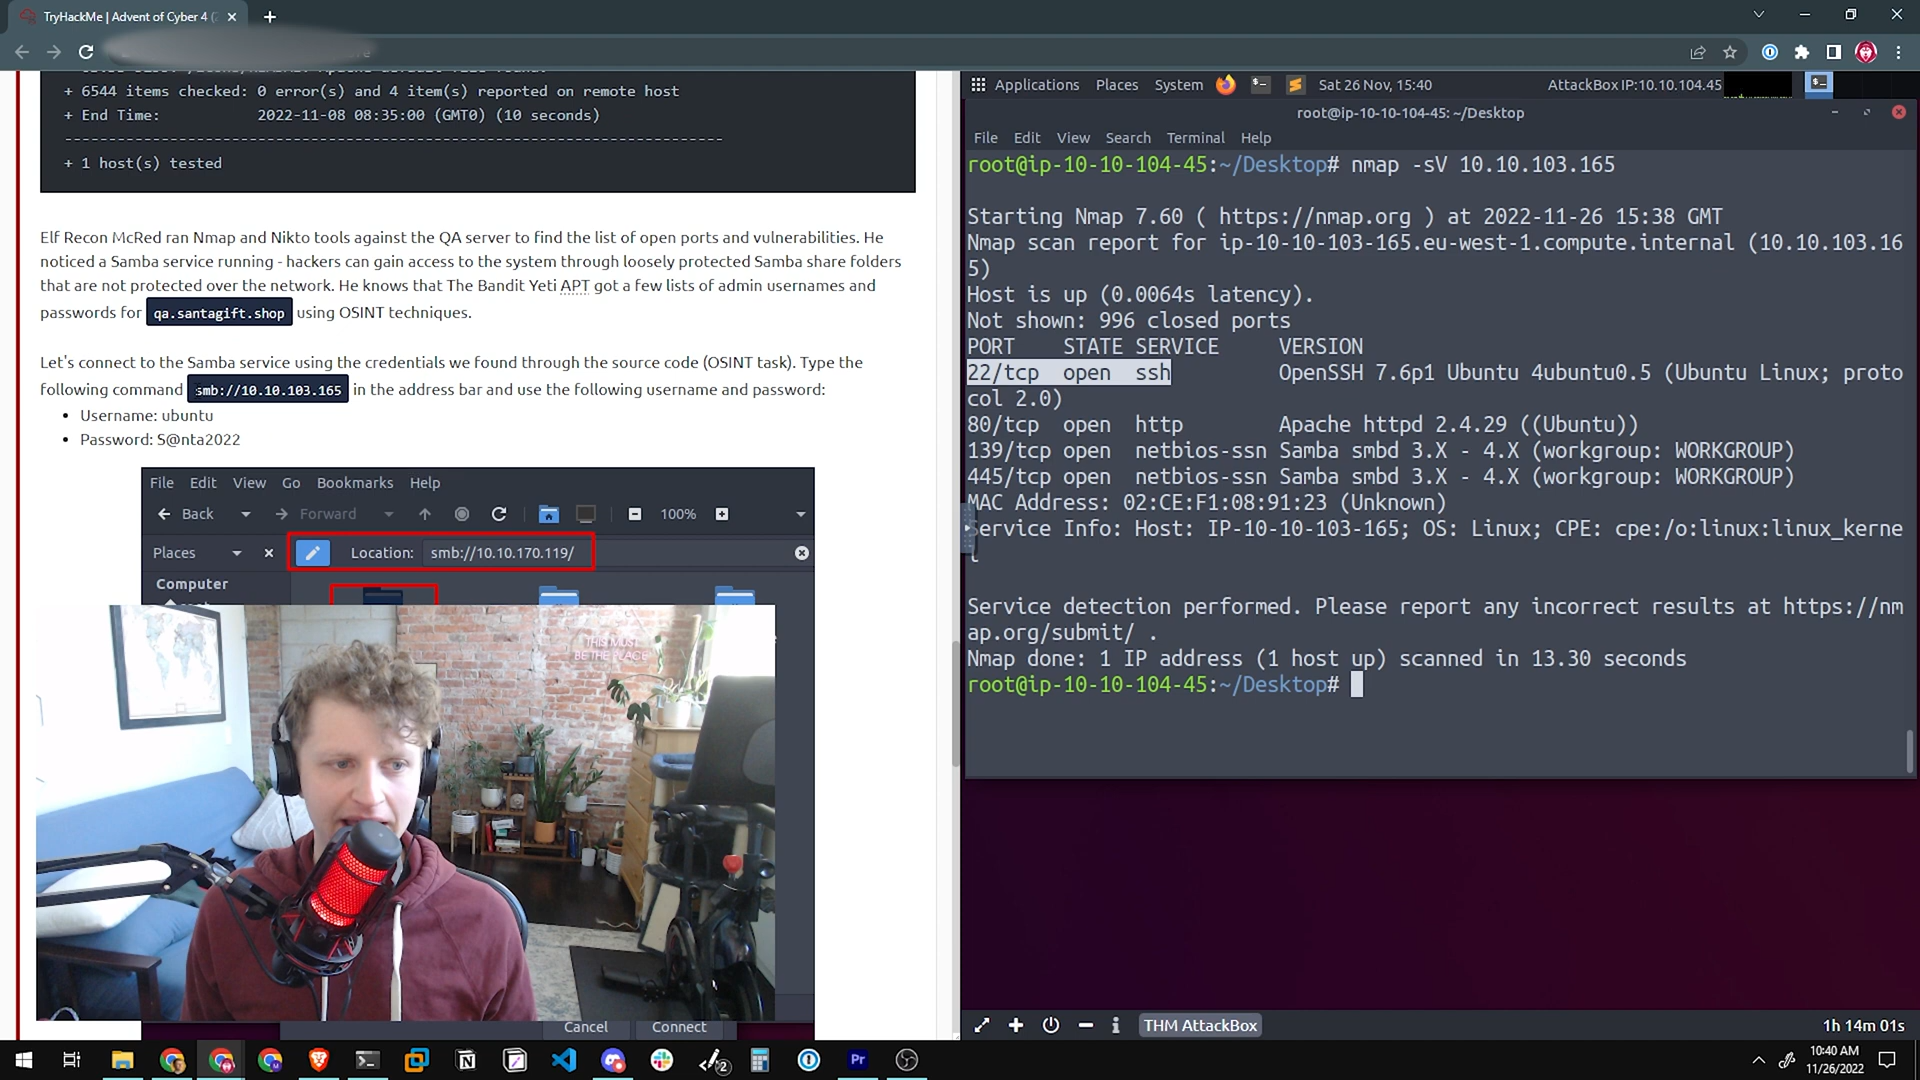 TryHackMe | Advent of Cyber 4 (
+ 6544 items checked: 0 error(s) and 4 item(s) reported on remote host
+ End Time: 2022-11-08 08:35:00 (GMT0) (10 seconds)
---------------------------------------------------------------------------
+ 1 host(s) tested
Elf Recon McRed ran Nmap and Nikto tools against the QA server to find the list of open ports and vulnerabilities. He
noticed a Samba service running - hackers can gain access to the system through loosely protected Samba share folders
that are not protected over the network. He knows that The Bandit Yeti APT got a few lists of admin usernames and
passwords for qa.santagift.shop using OSINT techniques.
Let's connect to the Samba service using the credentials we found through the source code (OSINT task). Type the
following command smb://10.10.103.165 in the address bar and use the following username and password:
• Username: ubuntu
• Password: S@nta2022
File Edit View Go Bookmarks Help
Back Forward 100%
Places Location: smb://10.10.170.119/
Computer
THIS MUST
BE THE PLACE
Cancel Connect
Applications Places System Sat 26 Nov, 15:40 AttackBox IP:10.10.104.45
root@ip-10-10-104-45: ~/Desktop
File Edit View Search Terminal Help
root@ip-10-10-104-45:~/Desktop# nmap -sV 10.10.103.165
Starting Nmap 7.60 ( https://nmap.org ) at 2022-11-26 15:38 GMT
Nmap scan report for ip-10-10-103-165.eu-west-1.compute.internal (10.10.103.16
5)
Host is up (0.0064s latency).
Not shown: 996 closed ports
PORT STATE SERVICE VERSION
22/tcp open ssh OpenSSH 7.6p1 Ubuntu 4ubuntu0.5 (Ubuntu Linux; proto
col 2.0)
80/tcp open http Apache httpd 2.4.29 ((Ubuntu))
139/tcp open netbios-ssn Samba smbd 3.X - 4.X (workgroup: WORKGROUP)
445/tcp open netbios-ssn Samba smbd 3.X - 4.X (workgroup: WORKGROUP)
MAC Address: 02:CE:F1:08:91:23 (Unknown)
Service Info: Host: IP-10-10-103-165; OS: Linux; CPE: cpe:/o:linux:linux_kerne
l
Service detection performed. Please report any incorrect results at https://nm
ap.org/submit/ .
Nmap done: 1 IP address (1 host up) scanned in 13.30 seconds
root@ip-10-10-104-45:~/Desktop#
THM AttackBox 1h 14m 01s
10:40 AM
11/26/2022